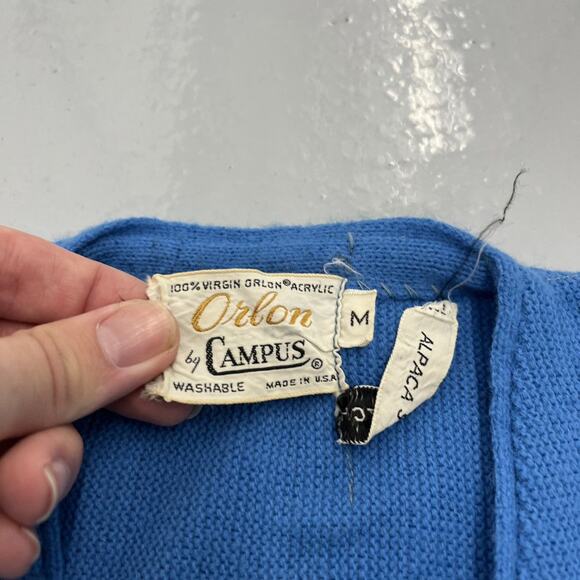 100% VIRGIN ORLON® ACRYLIC
Orlon
by CAMPUS ®
WASHABLE MADE IN U.S.A.
M
ALPACA